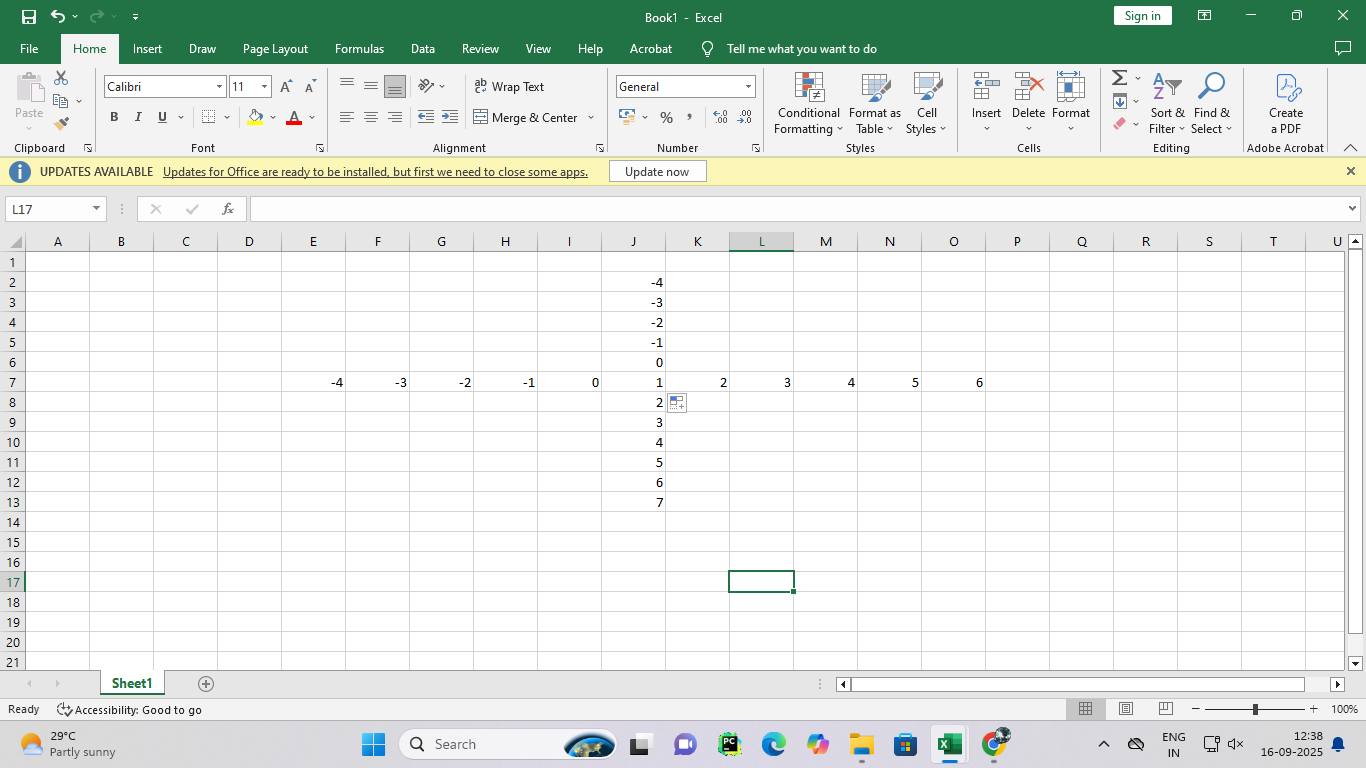 Book1 - Excel
Sign in
File Home Insert Draw Page Layout Formulas Data Review View Help Acrobat Tell me what you want to do
Paste
Calibri 11
B I U A
ab Wrap Text
Merge & Center
General
% ,
Conditional Formatting
Format as Table
Cell Styles
Insert Delete Format
Sort & Filter
Find & Select
Create a PDF
Clipboard Font Alignment Number Styles Cells Editing Adobe Acrobat
UPDATES AVAILABLE Updates for Office are ready to be installed, but first we need to close some apps. Update now
L17 fx
A B C D E F G H I J K L M N O P Q R S T U
1
2 -4
3 -3
4 -2
5 -1
6 0
7 -4 -3 -2 -1 0 1 2 3 4 5 6
8 2
9 3
10 4
11 5
12 6
13 7
14
15
16
17
18
19
20
21
Sheet1
Ready Accessibility: Good to go 100%
29°C
Partly sunny
Search
PC
ENG
IN
12:38
16-09-2025